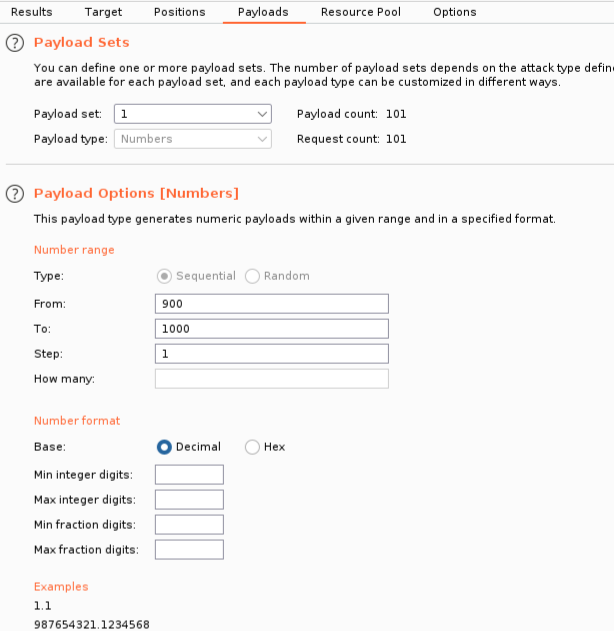 Results Target Positions Payloads Resource Pool Options
? Payload Sets
You can define one or more payload sets. The number of payload sets depends on the attack type
are available for each payload set, and each payload type can be customized in different ways.
Payload set: 1 Payload count: 101
Payload type: Numbers Request count: 101
? Payload Options [Numbers]
This payload type generates numeric payloads within a given range and in a specified format.
Number range
Type: Sequential Random
From: 900
To: 1000
Step: 1
How many:
Number format
Base: Decimal Hex
Min integer digits:
Max integer digits:
Min fraction digits:
Max fraction digits:
Examples
1.1
987654321.1234568